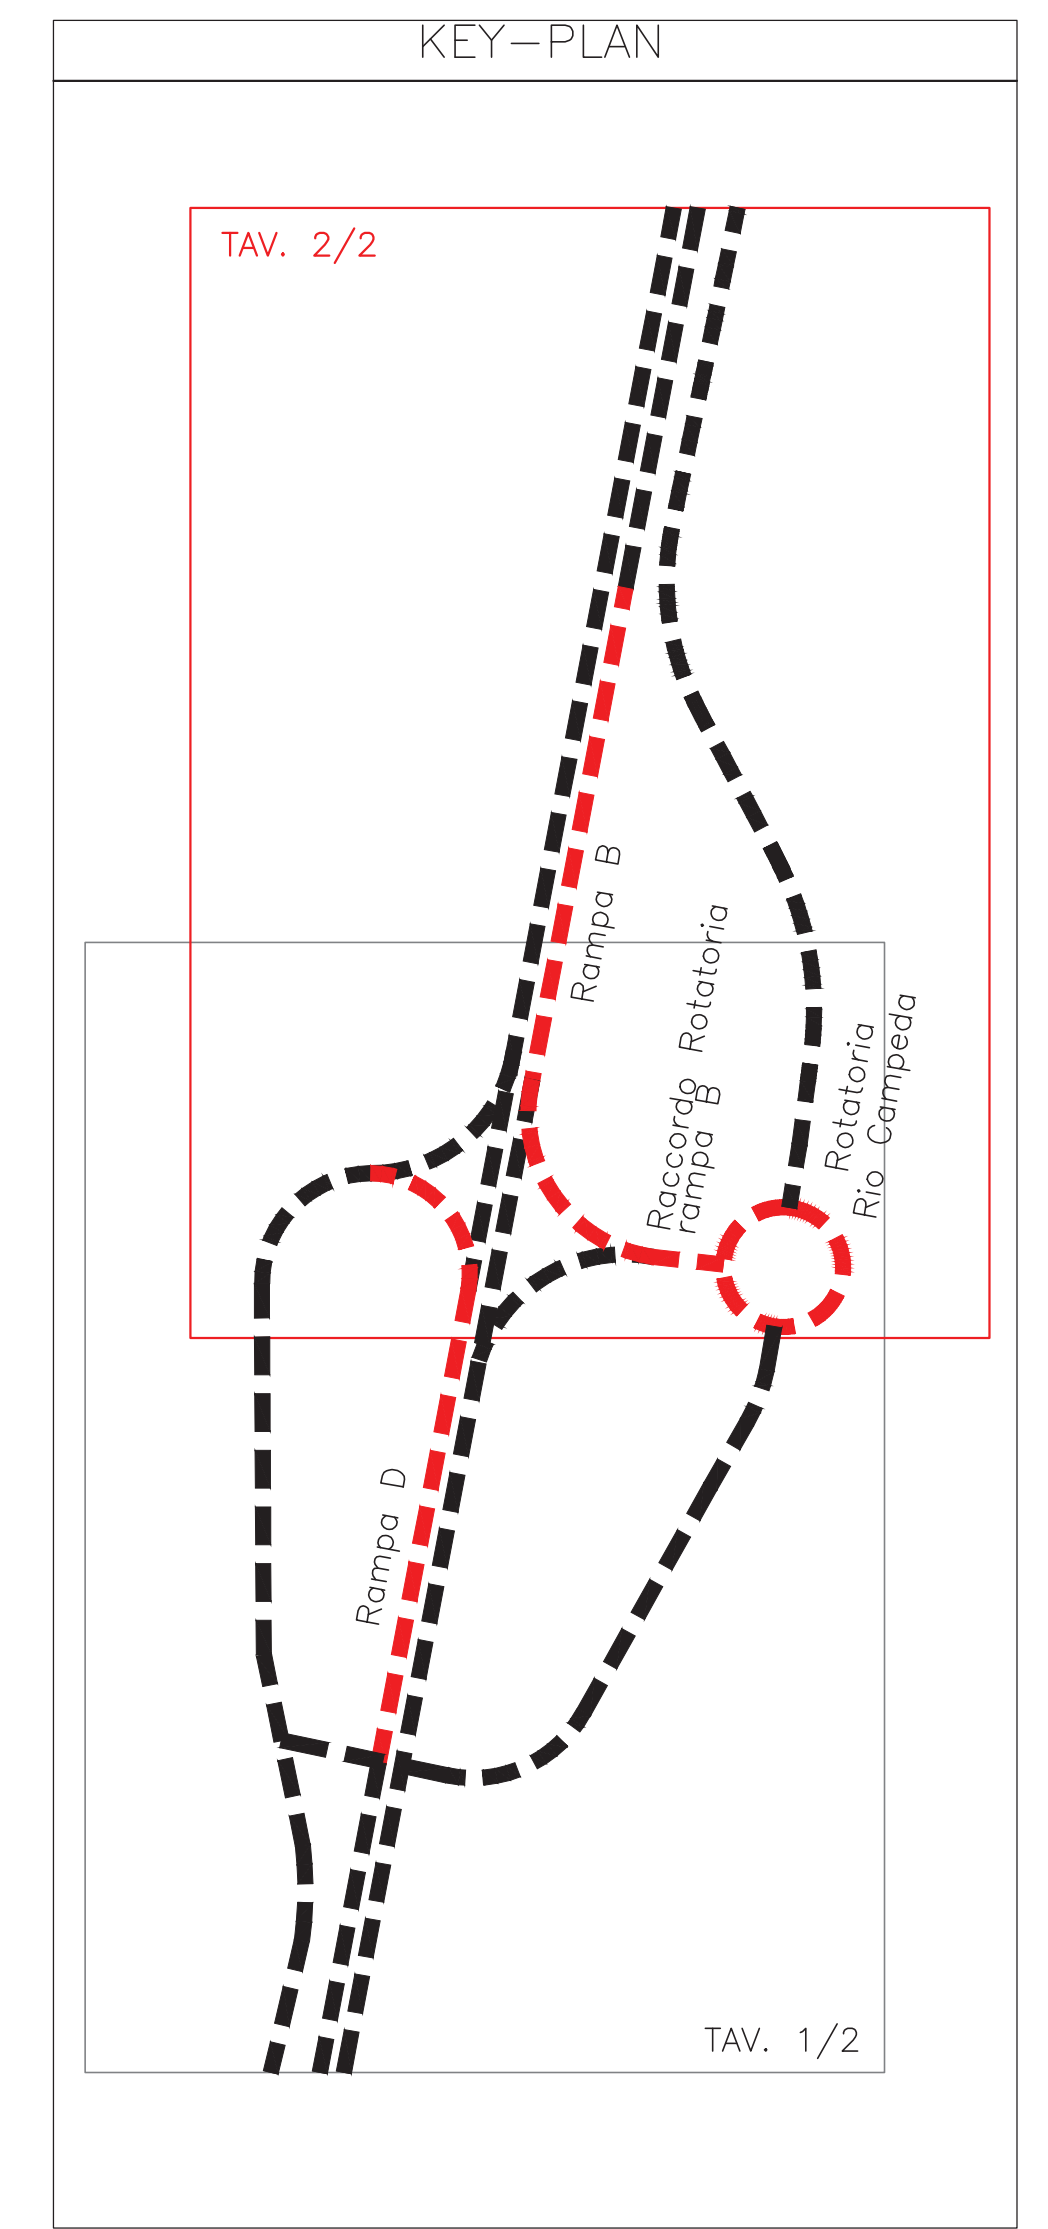 KEY-PLAN
TAV. 2/2
Rampa B
Raccordo Rotatoria
rampa B
Rotatoria
Rio Campeda
Rampa D
TAV. 1/2